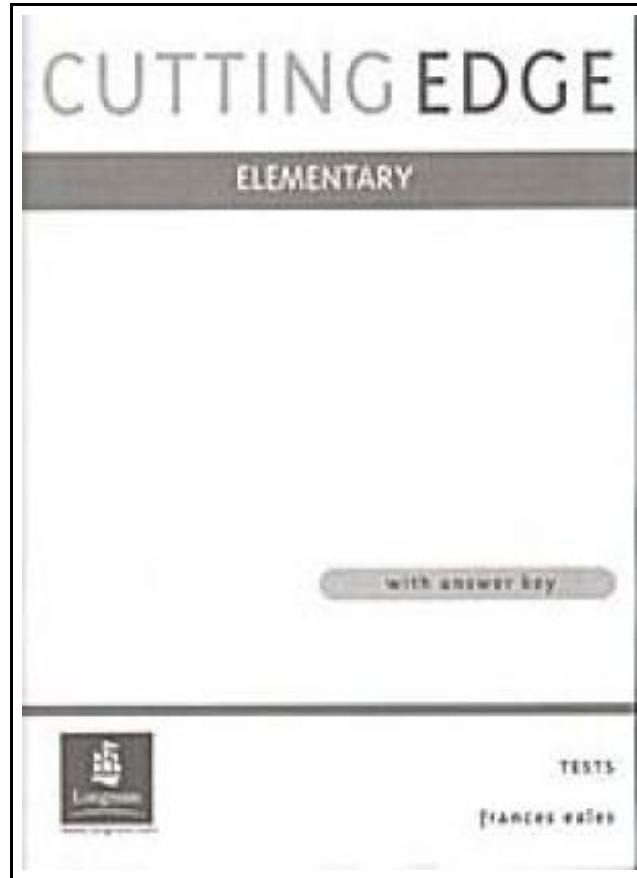 CUTTING EDGE
ELEMENTARY
with answer key
TESTS
Longman
frances eales